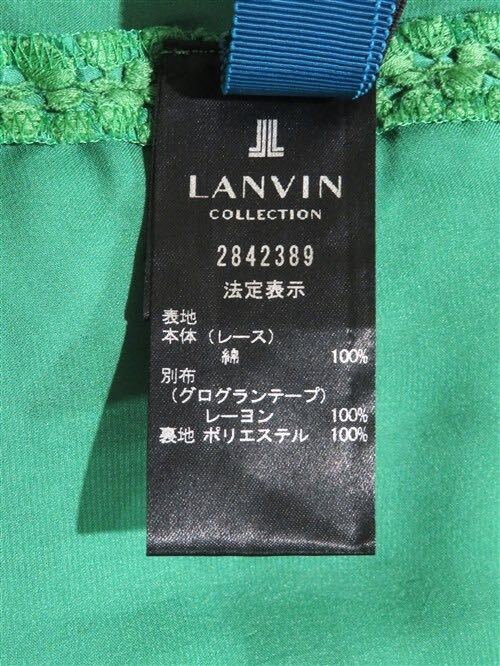 LANVIN
COLLECTION
2842389
法定表示
表地
本体（レース）
綿 100%
別布
（グログランテープ）
レーヨン 100%
裏地 ポリエステル 100%